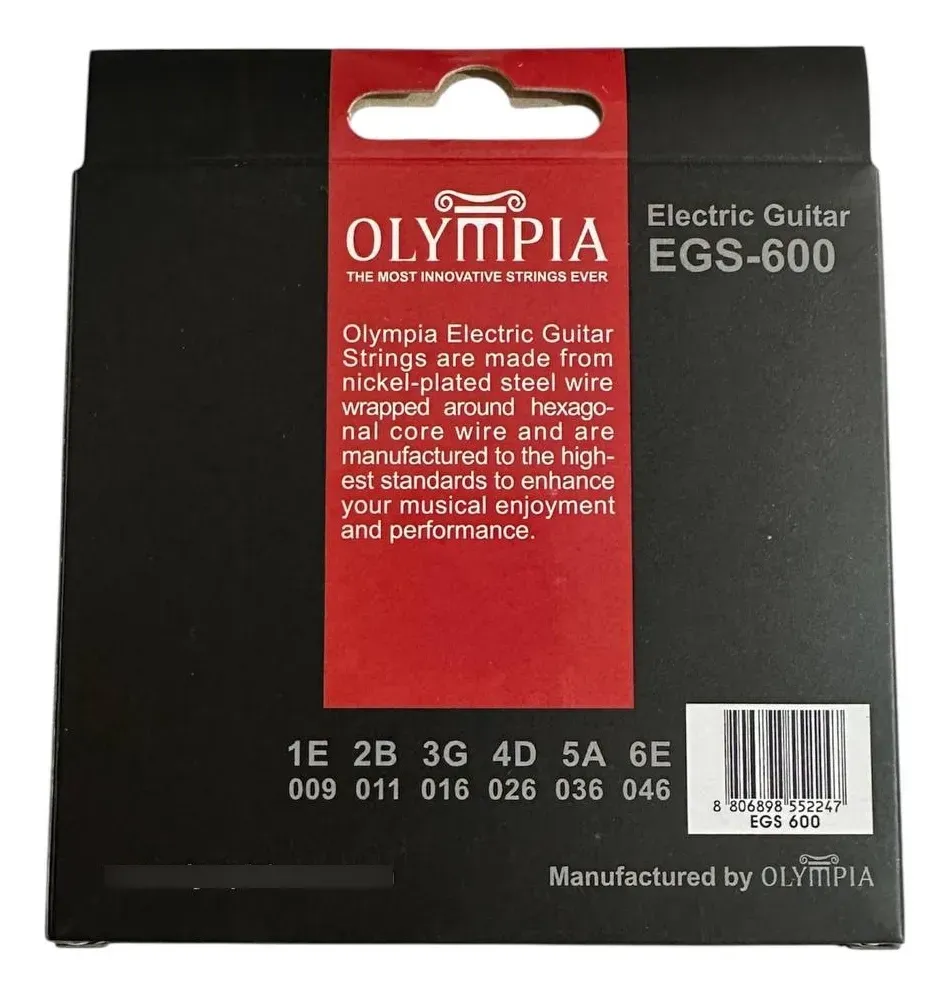 OLYMPIA
THE MOST INNOVATIVE STRINGS EVER
Electric Guitar
EGS-600
Olympia Electric Guitar
Strings are made from
nickel-plated steel wire
wrapped around hexago-
nal core wire and are
manufactured to the high-
est standards to enhance
your musical enjoyment
and performance.
1E 2B 3G 4D 5A 6E
009 011 016 026 036 046
8 806898 552247
EGS 600
Manufactured by OLYMPIA